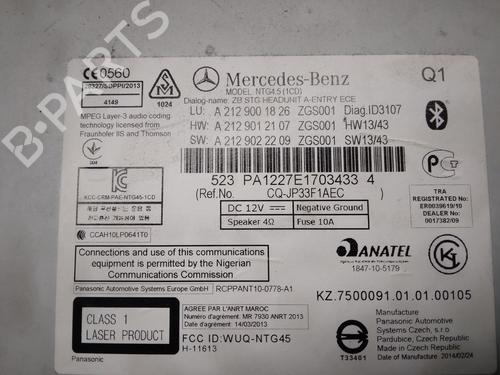 B-PARTS
CE0560
29327/SDPPI/2013
4149
1024
Mercedes-Benz
MODEL NTG4.5 (1CD)
Dialog-name: ZB STG HEADUNIT A-ENTRY ECE
Q1
LU: A 212 900 18 26 ZGS001 Diag.ID3107
HW: A 212 901 21 07 ZGS001 HW13/43
SW: A 212 902 22 09 ZGS001 SW13/43
MPEG Layer-3 audio coding
technology licensed from
Fraunhofer IIS and Thomson
523 PA1227E1703433 4
(Ref.No. CQ-JP33F1AEC )
KCC-CRM-PAE-NTG45-1CD
DC 12V Negative Ground
Speaker 4Ω Fuse 10A
TRA
REGISTERED No:
ER0039619/10
DEALER No:
0017382/09
CCAH10LP0641T0
Connections and use of this communications
equipment is permitted by the Nigerian
Communications Commission
ANATEL
1847-10-5179
Panasonic Automotive Systems Europe GmbH RCPPANT10-0778-A1
KZ.7500091.01.01.00105
CLASS 1
LASER PRODUCT
Panasonic
AGREE PAR L'ANRT MAROC
Numéro d'agrément: MR 7930 ANRT 2013
Date d'agrément: 14/03/2013
FCC ID:WUQ-NTG45
H-11613
T33461
Manufacture
Panasonic Automotive
Systems Czech, s.r.o
Pardubice, Czech Republic
Made in Czech Republic
Date of Manufacture 2014/02/24